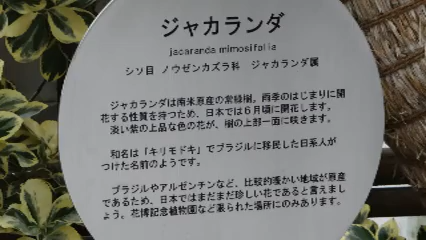 ジャカランダ
jacaranda mimosifolia
シソ目 ノウゼンカズラ科 ジャカランダ属
ジャカランダは南米原産の常緑樹。雨季のはじまりに開
花する性質を持つため、日本では６月頃に開花します。
淡い紫の上品な色の花が、樹の上部一面に咲きます。
和名は「キリモドキ」でブラジルに移民した日系人が
つけた名前のようです。
ブラジルやアルゼンチンなど、比較的暖かい地域が原産
であるため、日本ではまだまだ珍しい花であると言えまし
ょう。花博記念植物園など限られた場所にのみあります。